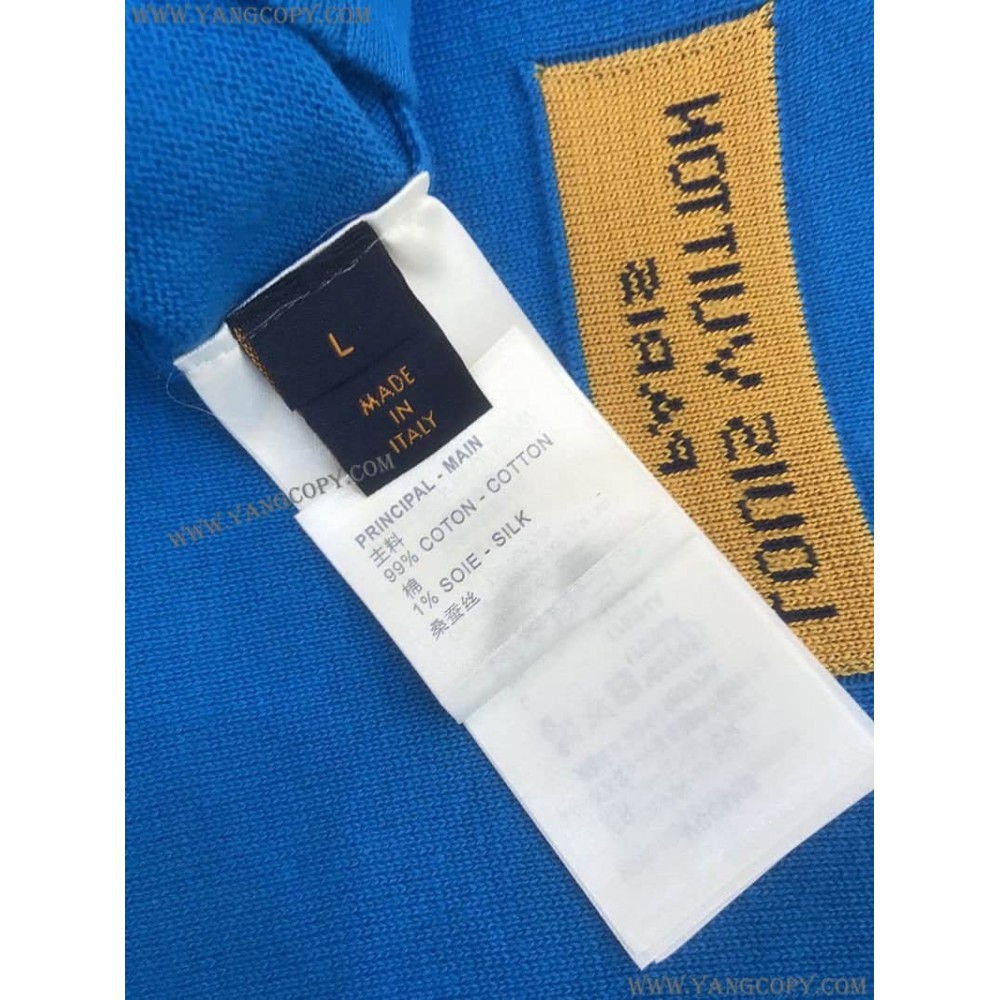 WWW.YANGCOPY.COM
WWW.YANGCOPY.COM
LOUIS VUITTON
PARIS
L
MADE
IN
ITALY
PRINCIPAL - MAIN
主料
99% COTON - COTTON
棉
1% SOIE - SILK
桑蚕丝
WWW.YANGCOPY.COM
WWW.YANGCOPY.COM